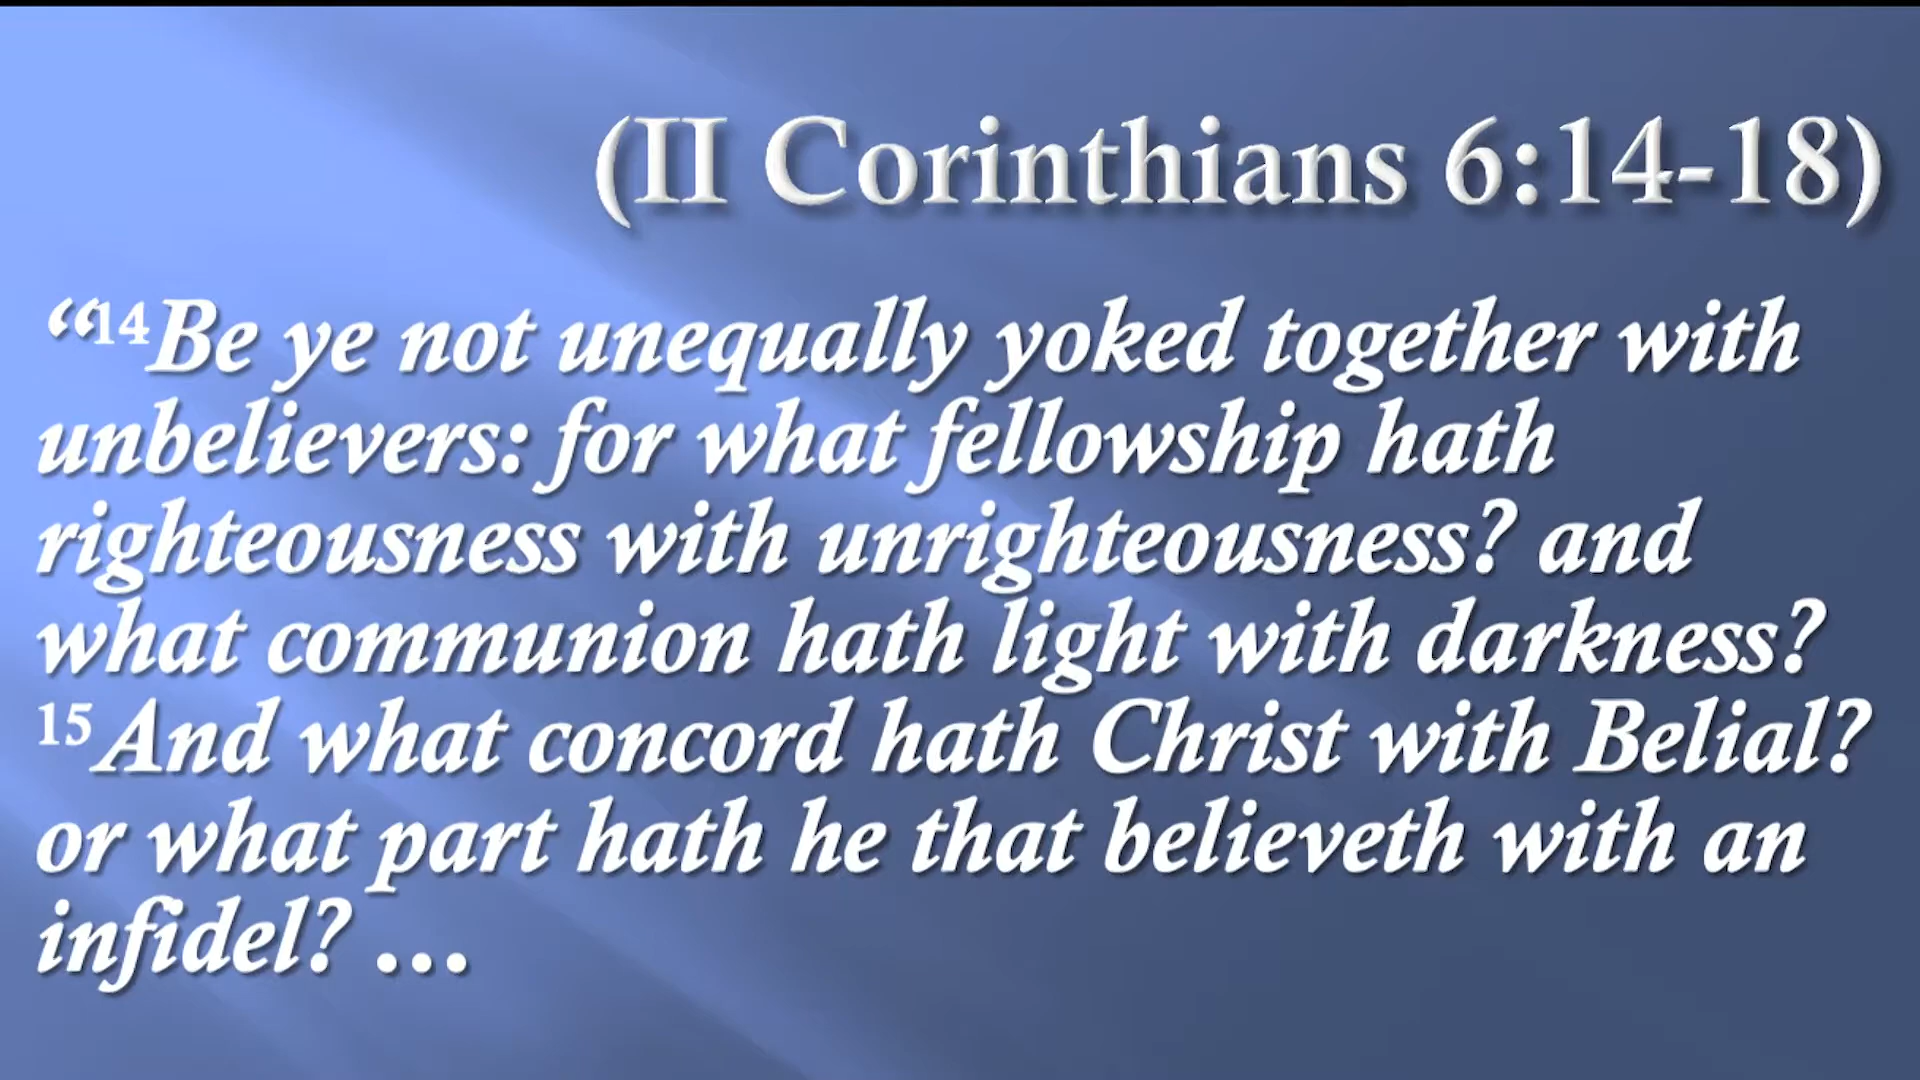 (II Corinthians 6:14-18)
“14Be ye not unequally yoked together with
unbelievers: for what fellowship hath
righteousness with unrighteousness? and
what communion hath light with darkness?
15And what concord hath Christ with Belial?
or what part hath he that believeth with an
infidel? …